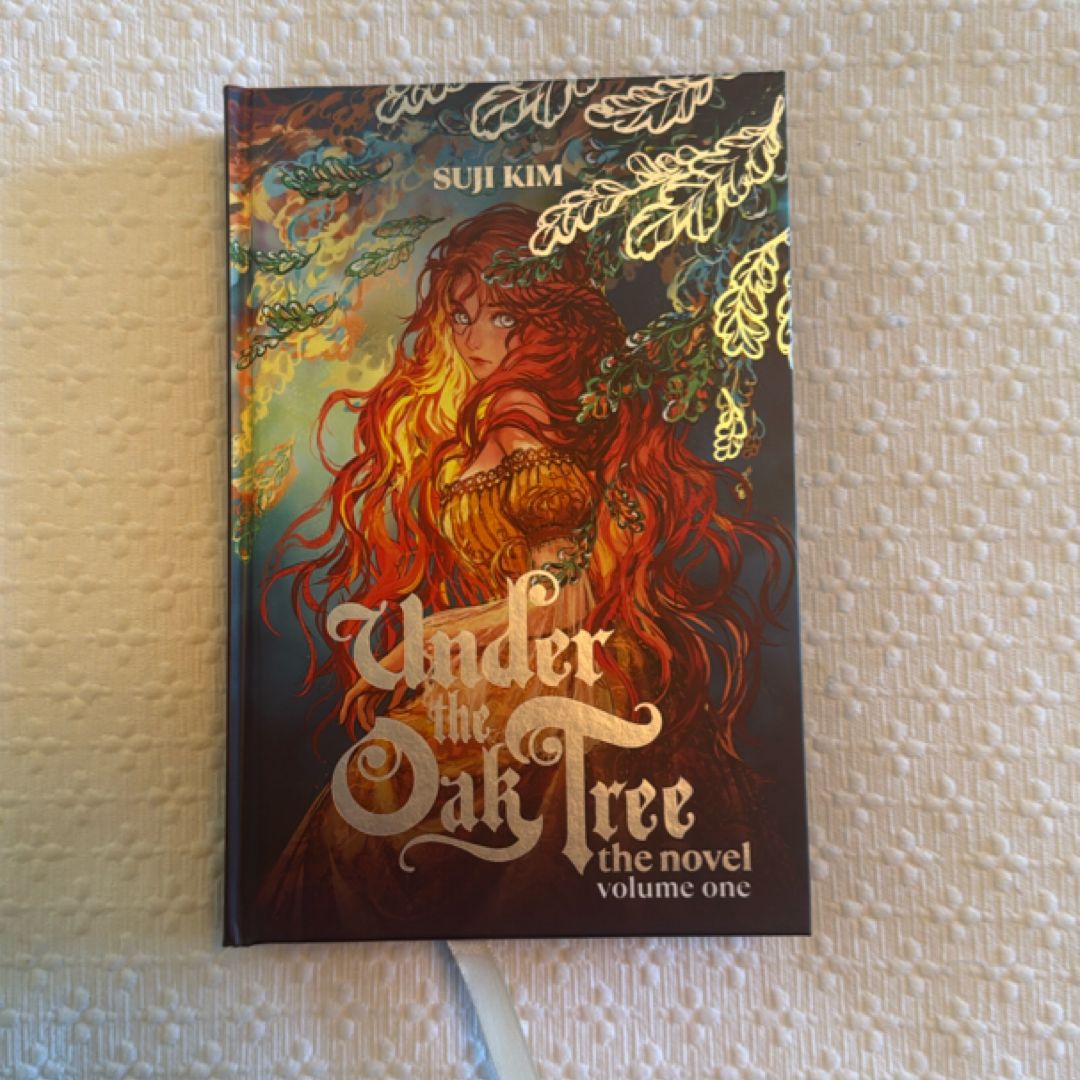 SUJI KIM
Under
the
Oak Tree
the novel
volume one